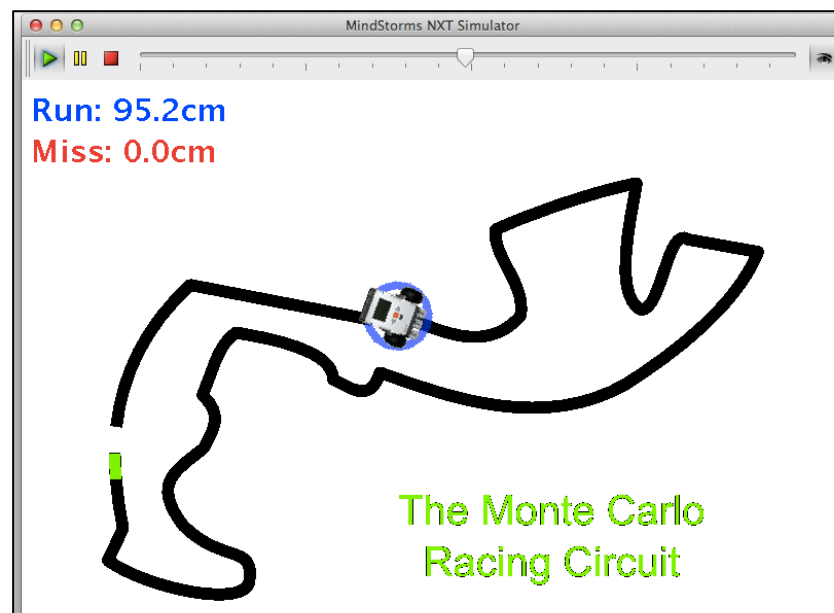 MindStorms NXT Simulator
Run: 95.2cm
Miss: 0.0cm
The Monte Carlo
Racing Circuit